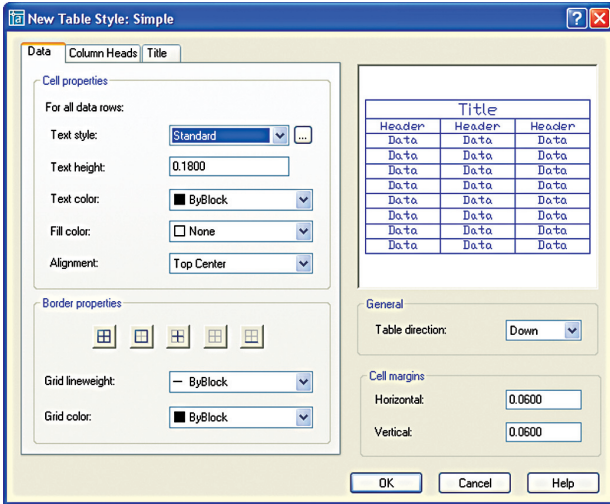 New Table Style: Simple
Data Column Heads Title
Cell properties
For all data rows:
Text style: Standard ...
Text height: 0.1800
Text color: ByBlock
Fill color: None
Alignment: Top Center
Border properties
Grid lineweight: ByBlock
Grid color: ByBlock
Title
Header Header Header
Data Data Data
Data Data Data
Data Data Data
Data Data Data
Data Data Data
Data Data Data
Data Data Data
Data Data Data
General
Table direction: Down
Cell margins
Horizontal: 0.0600
Vertical: 0.0600
OK Cancel Help